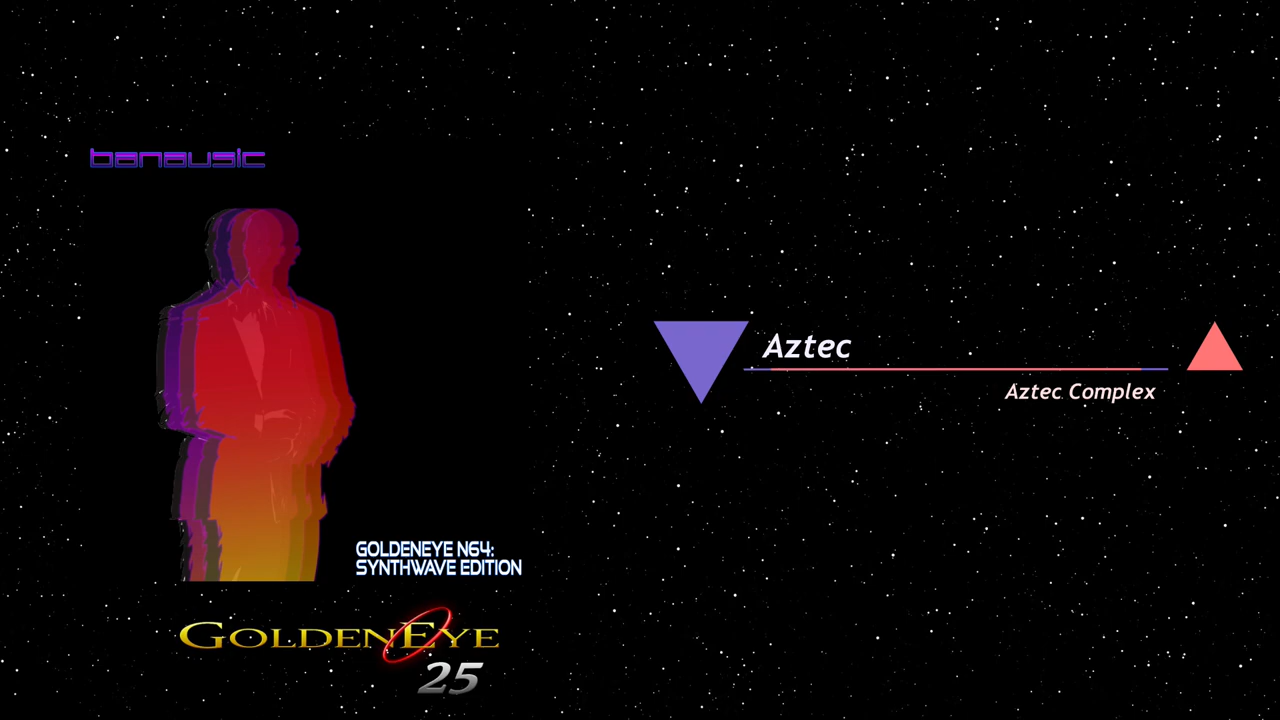 banausic
GOLDENEYE N64:
SYNTHWAVE EDITION
GOLDENEYE
25
Aztec
Aztec Complex